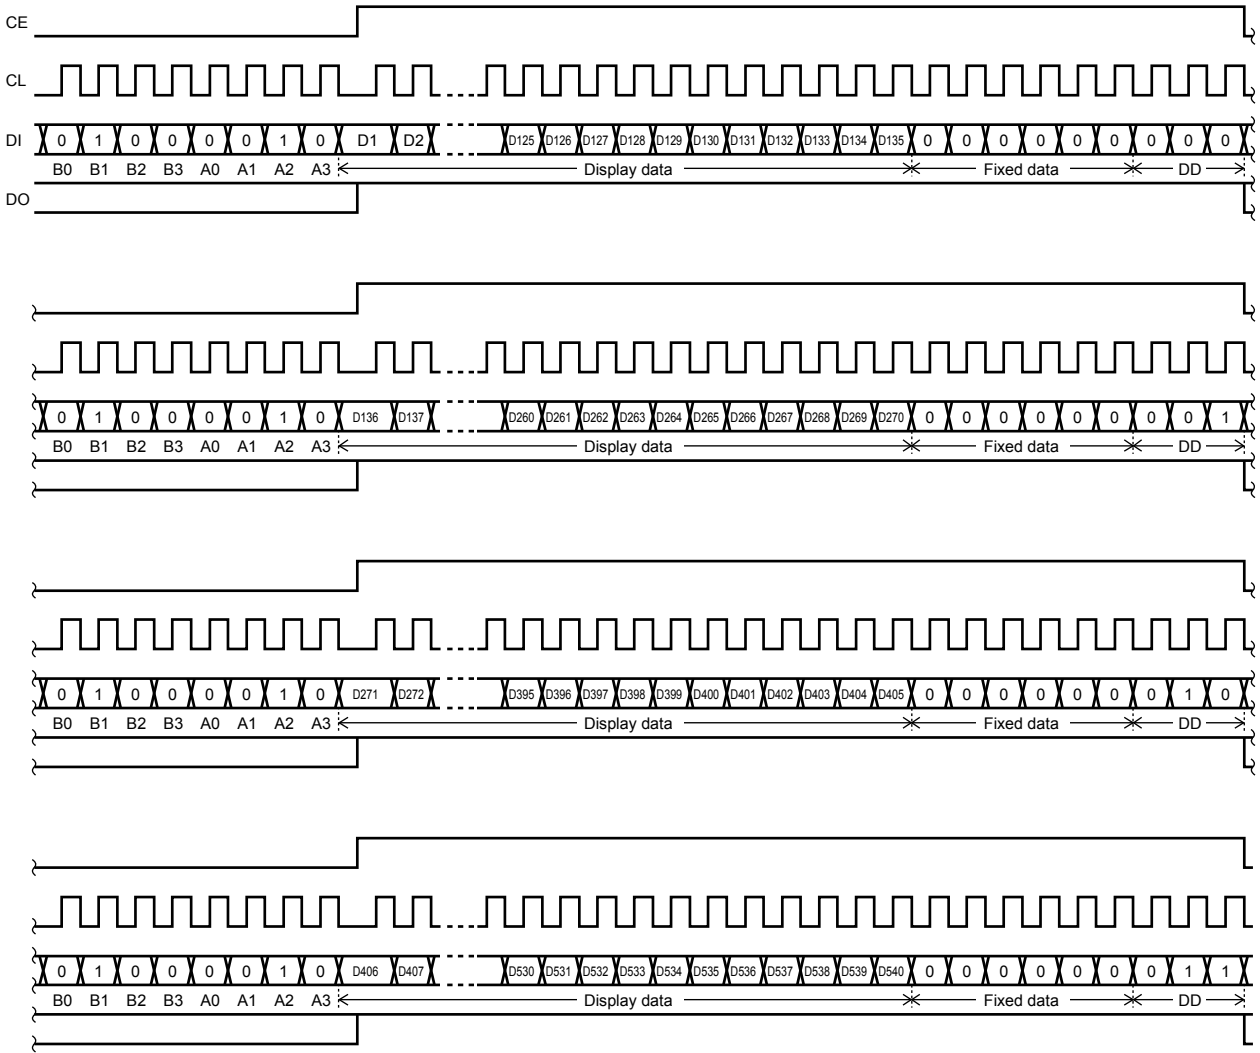 CE
CL
DI 0 1 0 0 0 0 1 0 D1 D2 D125 D126 D127 D128 D129 D130 D131 D132 D133 D134 D135 0 0 0 0 0 0 0 0 0
B0 B1 B2 B3 A0 A1 A2 A3 Display data Fixed data DD
DO
0 1 0 0 0 0 1 0 D136 D137 D260 D261 D262 D263 D264 D265 D266 D267 D268 D269 D270 0 0 0 0 0 0 0 0 1
B0 B1 B2 B3 A0 A1 A2 A3 Display data Fixed data DD
0 1 0 0 0 0 1 0 D271 D272 D395 D396 D397 D398 D399 D400 D401 D402 D403 D404 D405 0 0 0 0 0 0 0 1 0
B0 B1 B2 B3 A0 A1 A2 A3 Display data Fixed data DD
0 1 0 0 0 0 1 0 D406 D407 D530 D531 D532 D533 D534 D535 D536 D537 D538 D539 D540 0 0 0 0 0 0 0 1 1
B0 B1 B2 B3 A0 A1 A2 A3 Display data Fixed data DD